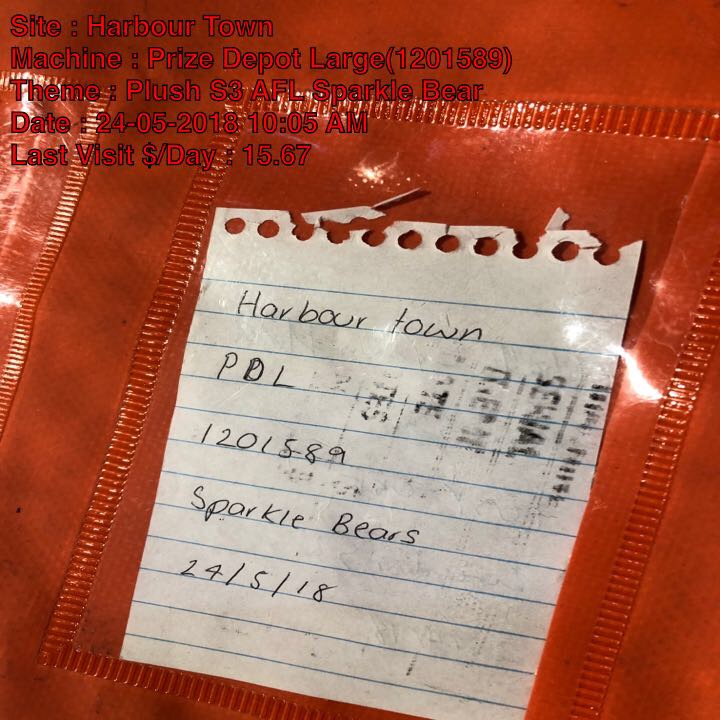 Site : Harbour Town
Machine : Prize Depot Large(1201589)
Theme : Plush S3 AFL Sparkle Bear
Date : 24-05-2018 10:05 AM
Last Visit $/Day : 15.67
Harbour town
PDL
1201589
Sparkle Bears
24/5/18